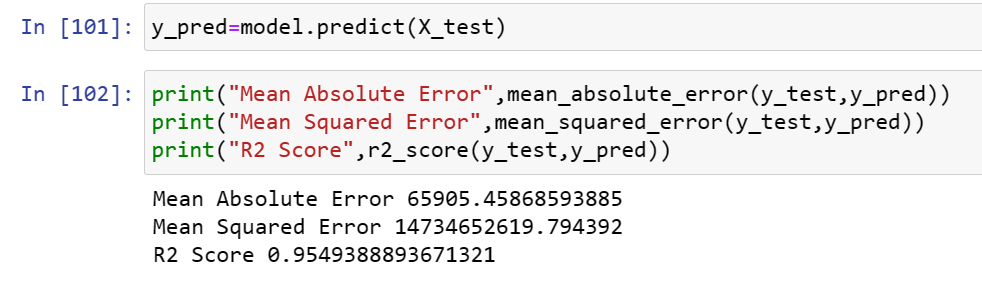 In [101]: y_pred=model.predict(X_test)
In [102]: print("Mean Absolute Error",mean_absolute_error(y_test,y_pred))
print("Mean Squared Error",mean_squared_error(y_test,y_pred))
print("R2 Score",r2_score(y_test,y_pred))
Mean Absolute Error 65905.45868593885
Mean Squared Error 14734652619.794392
R2 Score 0.9549388893671321